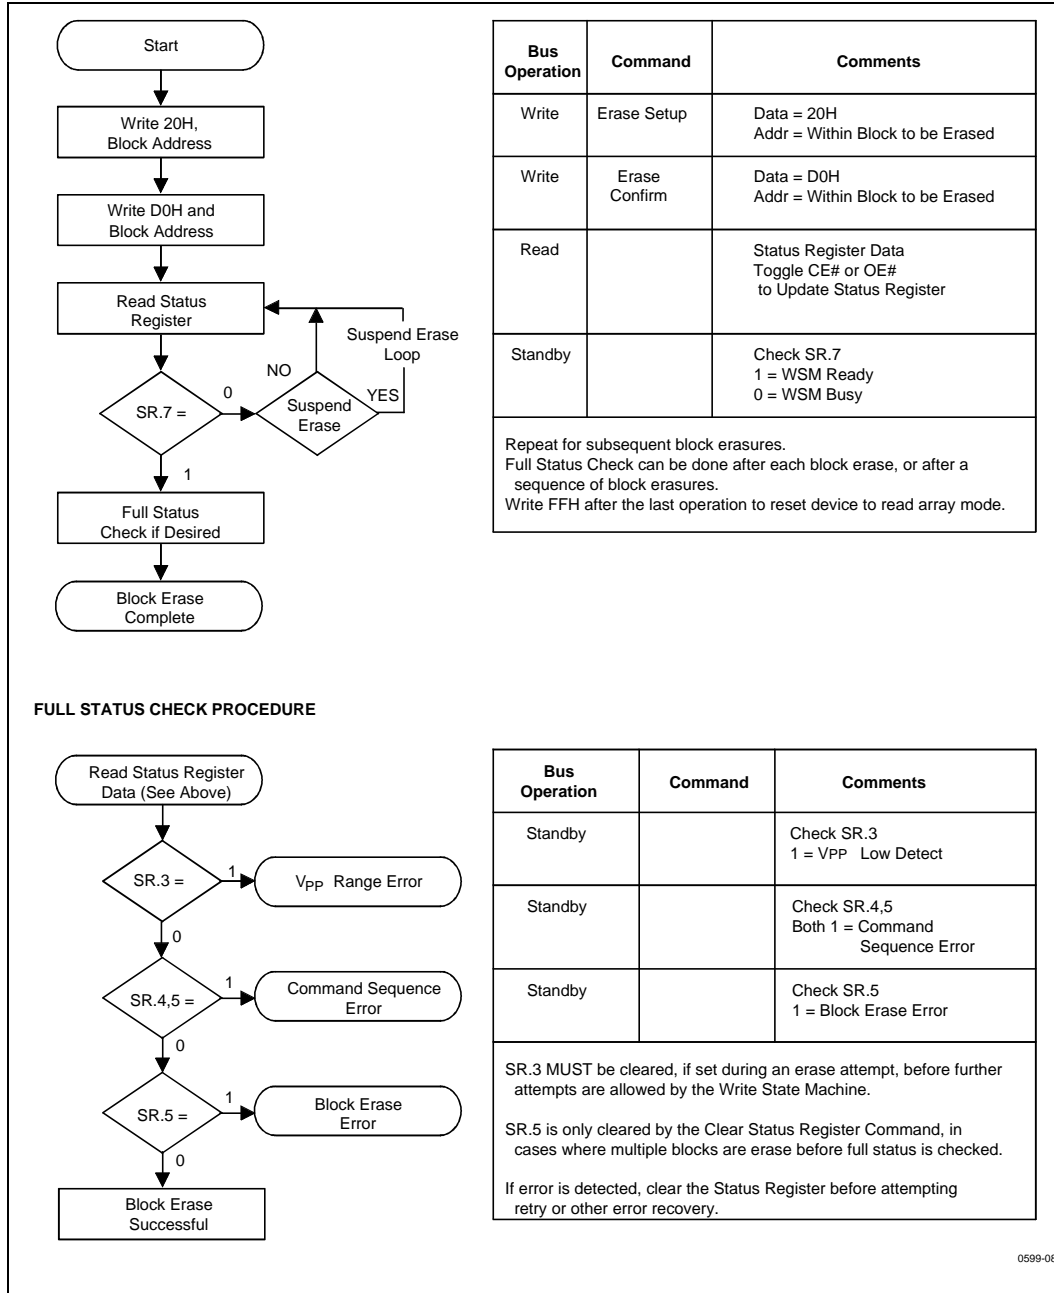 Start
Write 20H,
Block Address
Write D0H and
Block Address
Read Status
Register
Suspend Erase
Loop
NO
YES
0
SR.7 =
Suspend
Erase
1
Full Status
Check if Desired
Block Erase
Complete
Bus
Operation
Command
Comments
Write
Erase Setup
Data = 20H
Addr = Within Block to be Erased
Write
Erase
Confirm
Data = D0H
Addr = Within Block to be Erased
Read
Status Register Data
Toggle CE# or OE#
to Update Status Register
Standby
Check SR.7
1 = WSM Ready
0 = WSM Busy
Repeat for subsequent block erasures.
Full Status Check can be done after each block erase, or after a
sequence of block erasures.
Write FFH after the last operation to reset device to read array mode.
FULL STATUS CHECK PROCEDURE
Read Status Register
Data (See Above)
SR.3 =
1
VPP Range Error
0
SR.4,5 =
1
Command Sequence
Error
0
SR.5 =
1
Block Erase
Error
0
Block Erase
Successful
Bus
Operation
Command
Comments
Standby
Check SR.3
1 = VPP Low Detect
Standby
Check SR.4,5
Both 1 = Command
Sequence Error
Standby
Check SR.5
1 = Block Erase Error
SR.3 MUST be cleared, if set during an erase attempt, before further
attempts are allowed by the Write State Machine.
SR.5 is only cleared by the Clear Status Register Command, in
cases where multiple blocks are erase before full status is checked.
If error is detected, clear the Status Register before attempting
retry or other error recovery.
0599-08